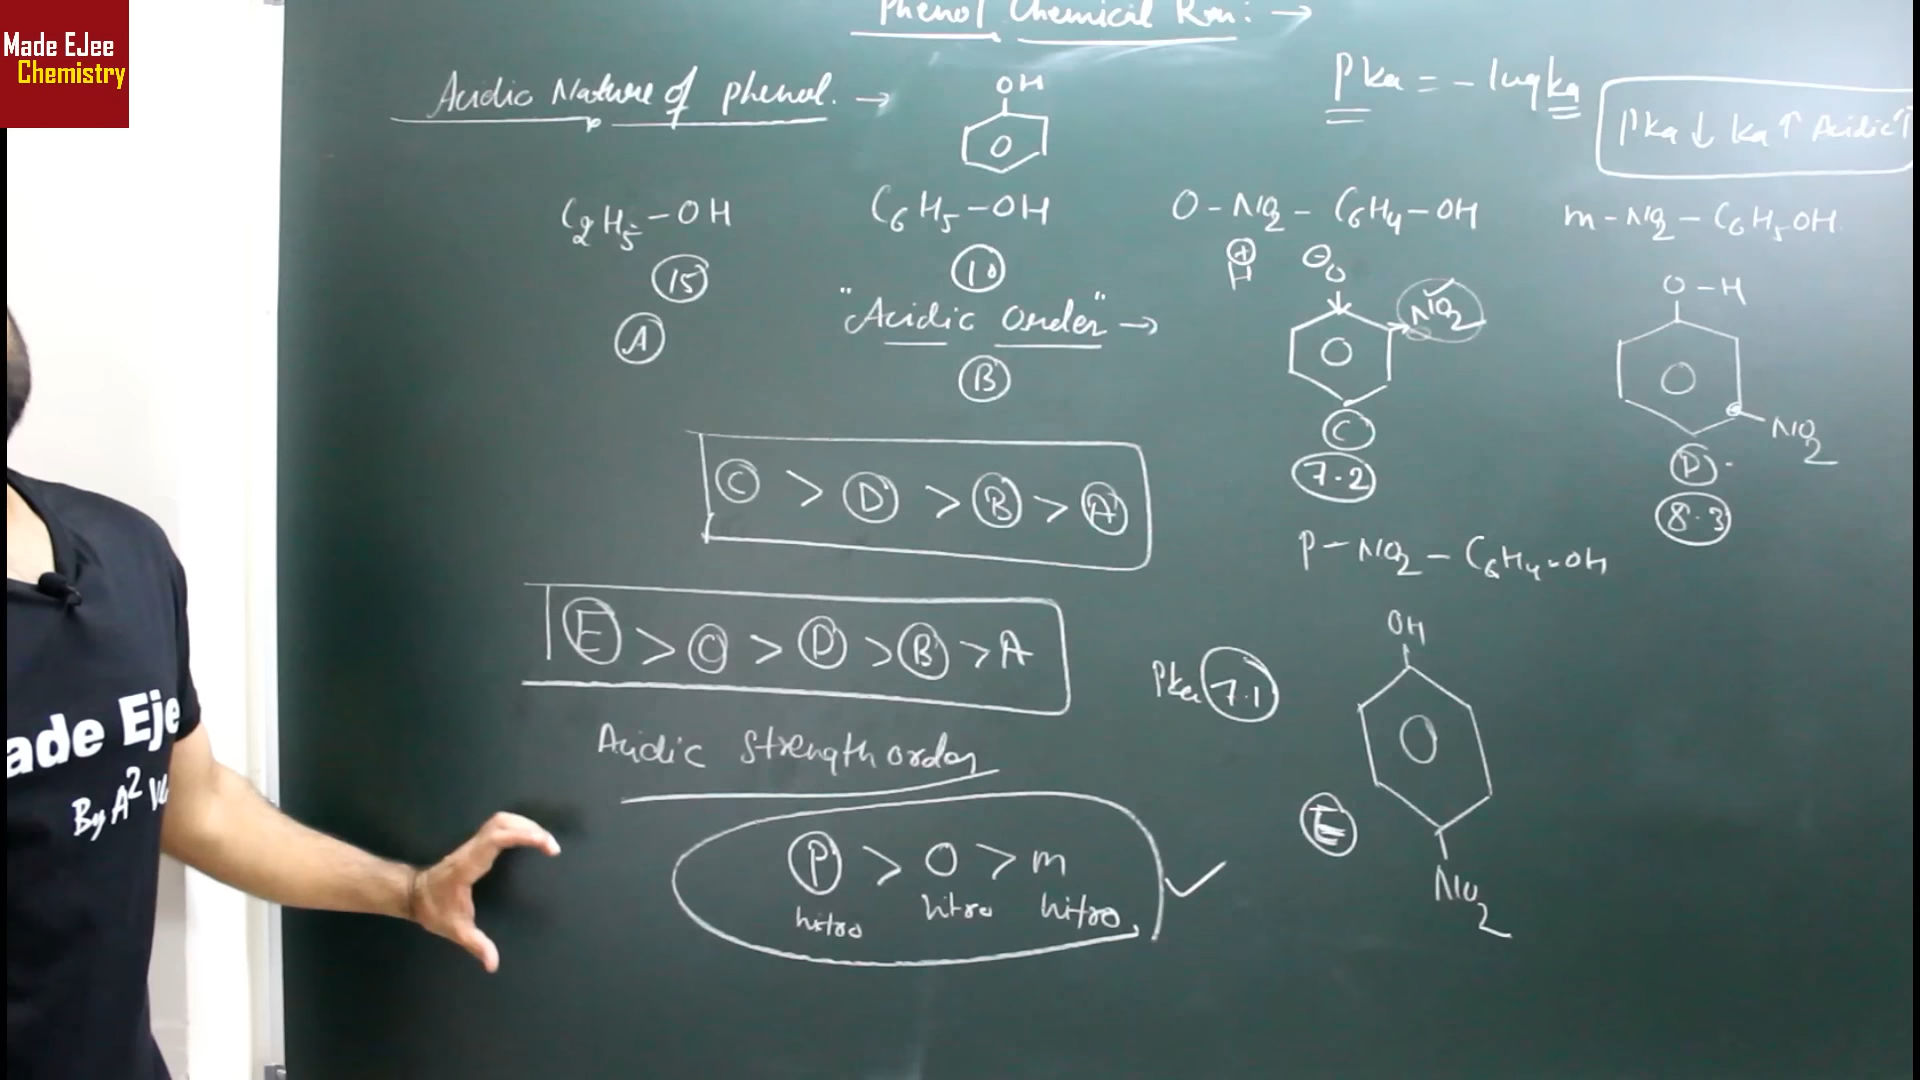 Made EJee
Chemistry
Phenol Chemical Rxn: →
Acidic Nature of phenol. →
OH
Pka = - log ka
Pka ↓ ka ↑ Acidic ↑
C2H5-OH
C6H5-OH
O-NO2-C6H4-OH
m-NO2-C6H5OH
15
10
H ⊕
⊖ O
NO2
O-H
NO2
A
"Acidic order" →
B
C
7.2
D
8.3
C > D > B > A
P-NO2-C6H4-OH
E > C > D > B > A
OH
Pka 7.1
Acidic Strength order
E
NO2
P > O > m
nitro nitro nitro
ade Eje
By A2